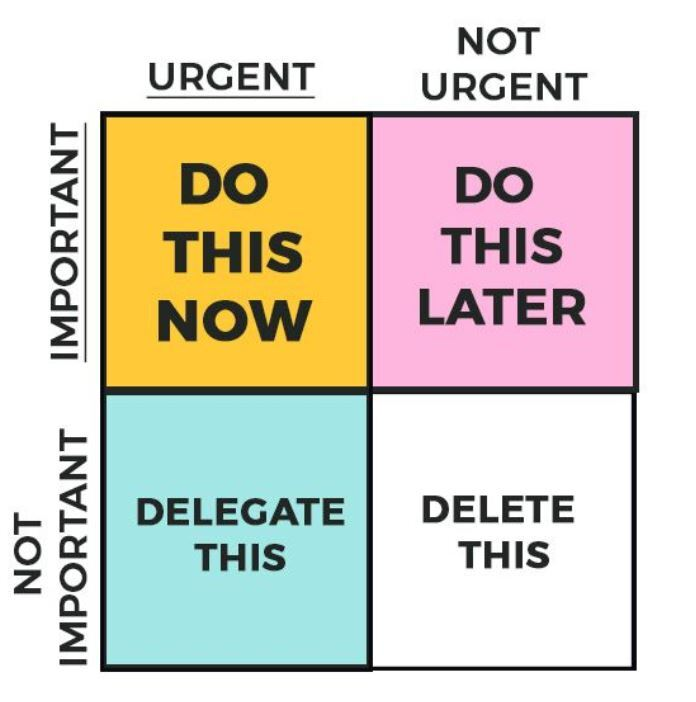 URGENT
NOT
URGENT
IMPORTANT
DO
THIS
NOW
DO
THIS
LATER
NOT
IMPORTANT
DELEGATE
THIS
DELETE
THIS